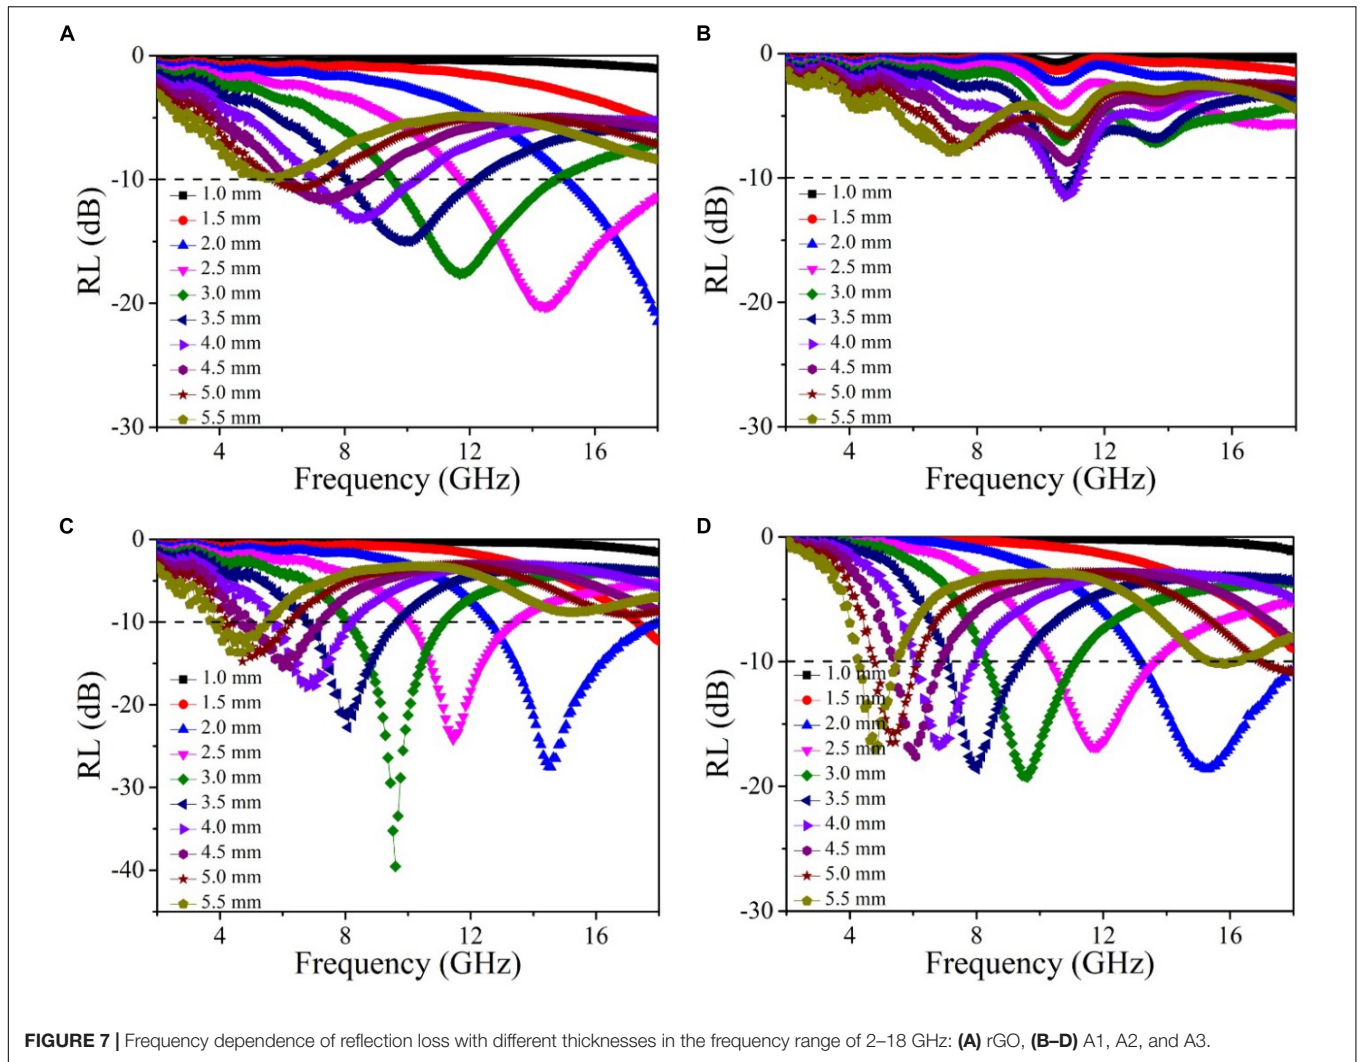 A
0
-10
-20
-30
RL (dB)
1.0 mm
1.5 mm
2.0 mm
2.5 mm
3.0 mm
3.5 mm
4.0 mm
4.5 mm
5.0 mm
5.5 mm
4 8 12 16
Frequency (GHz)
B
0
-10
-20
-30
RL (dB)
1.0 mm
1.5 mm
2.0 mm
2.5 mm
3.0 mm
3.5 mm
4.0 mm
4.5 mm
5.0 mm
5.5 mm
4 8 12 16
Frequency (GHz)
C
0
-10
-20
-30
-40
RL (dB)
1.0 mm
1.5 mm
2.0 mm
2.5 mm
3.0 mm
3.5 mm
4.0 mm
4.5 mm
5.0 mm
5.5 mm
4 8 12 16
Frequency (GHz)
D
0
-10
-20
-30
RL (dB)
1.0 mm
1.5 mm
2.0 mm
2.5 mm
3.0 mm
3.5 mm
4.0 mm
4.5 mm
5.0 mm
5.5 mm
4 8 12 16
Frequency (GHz)
FIGURE 7 | Frequency dependence of reflection loss with different thicknesses in the frequency range of 2–18 GHz: (A) rGO, (B–D) A1, A2, and A3.